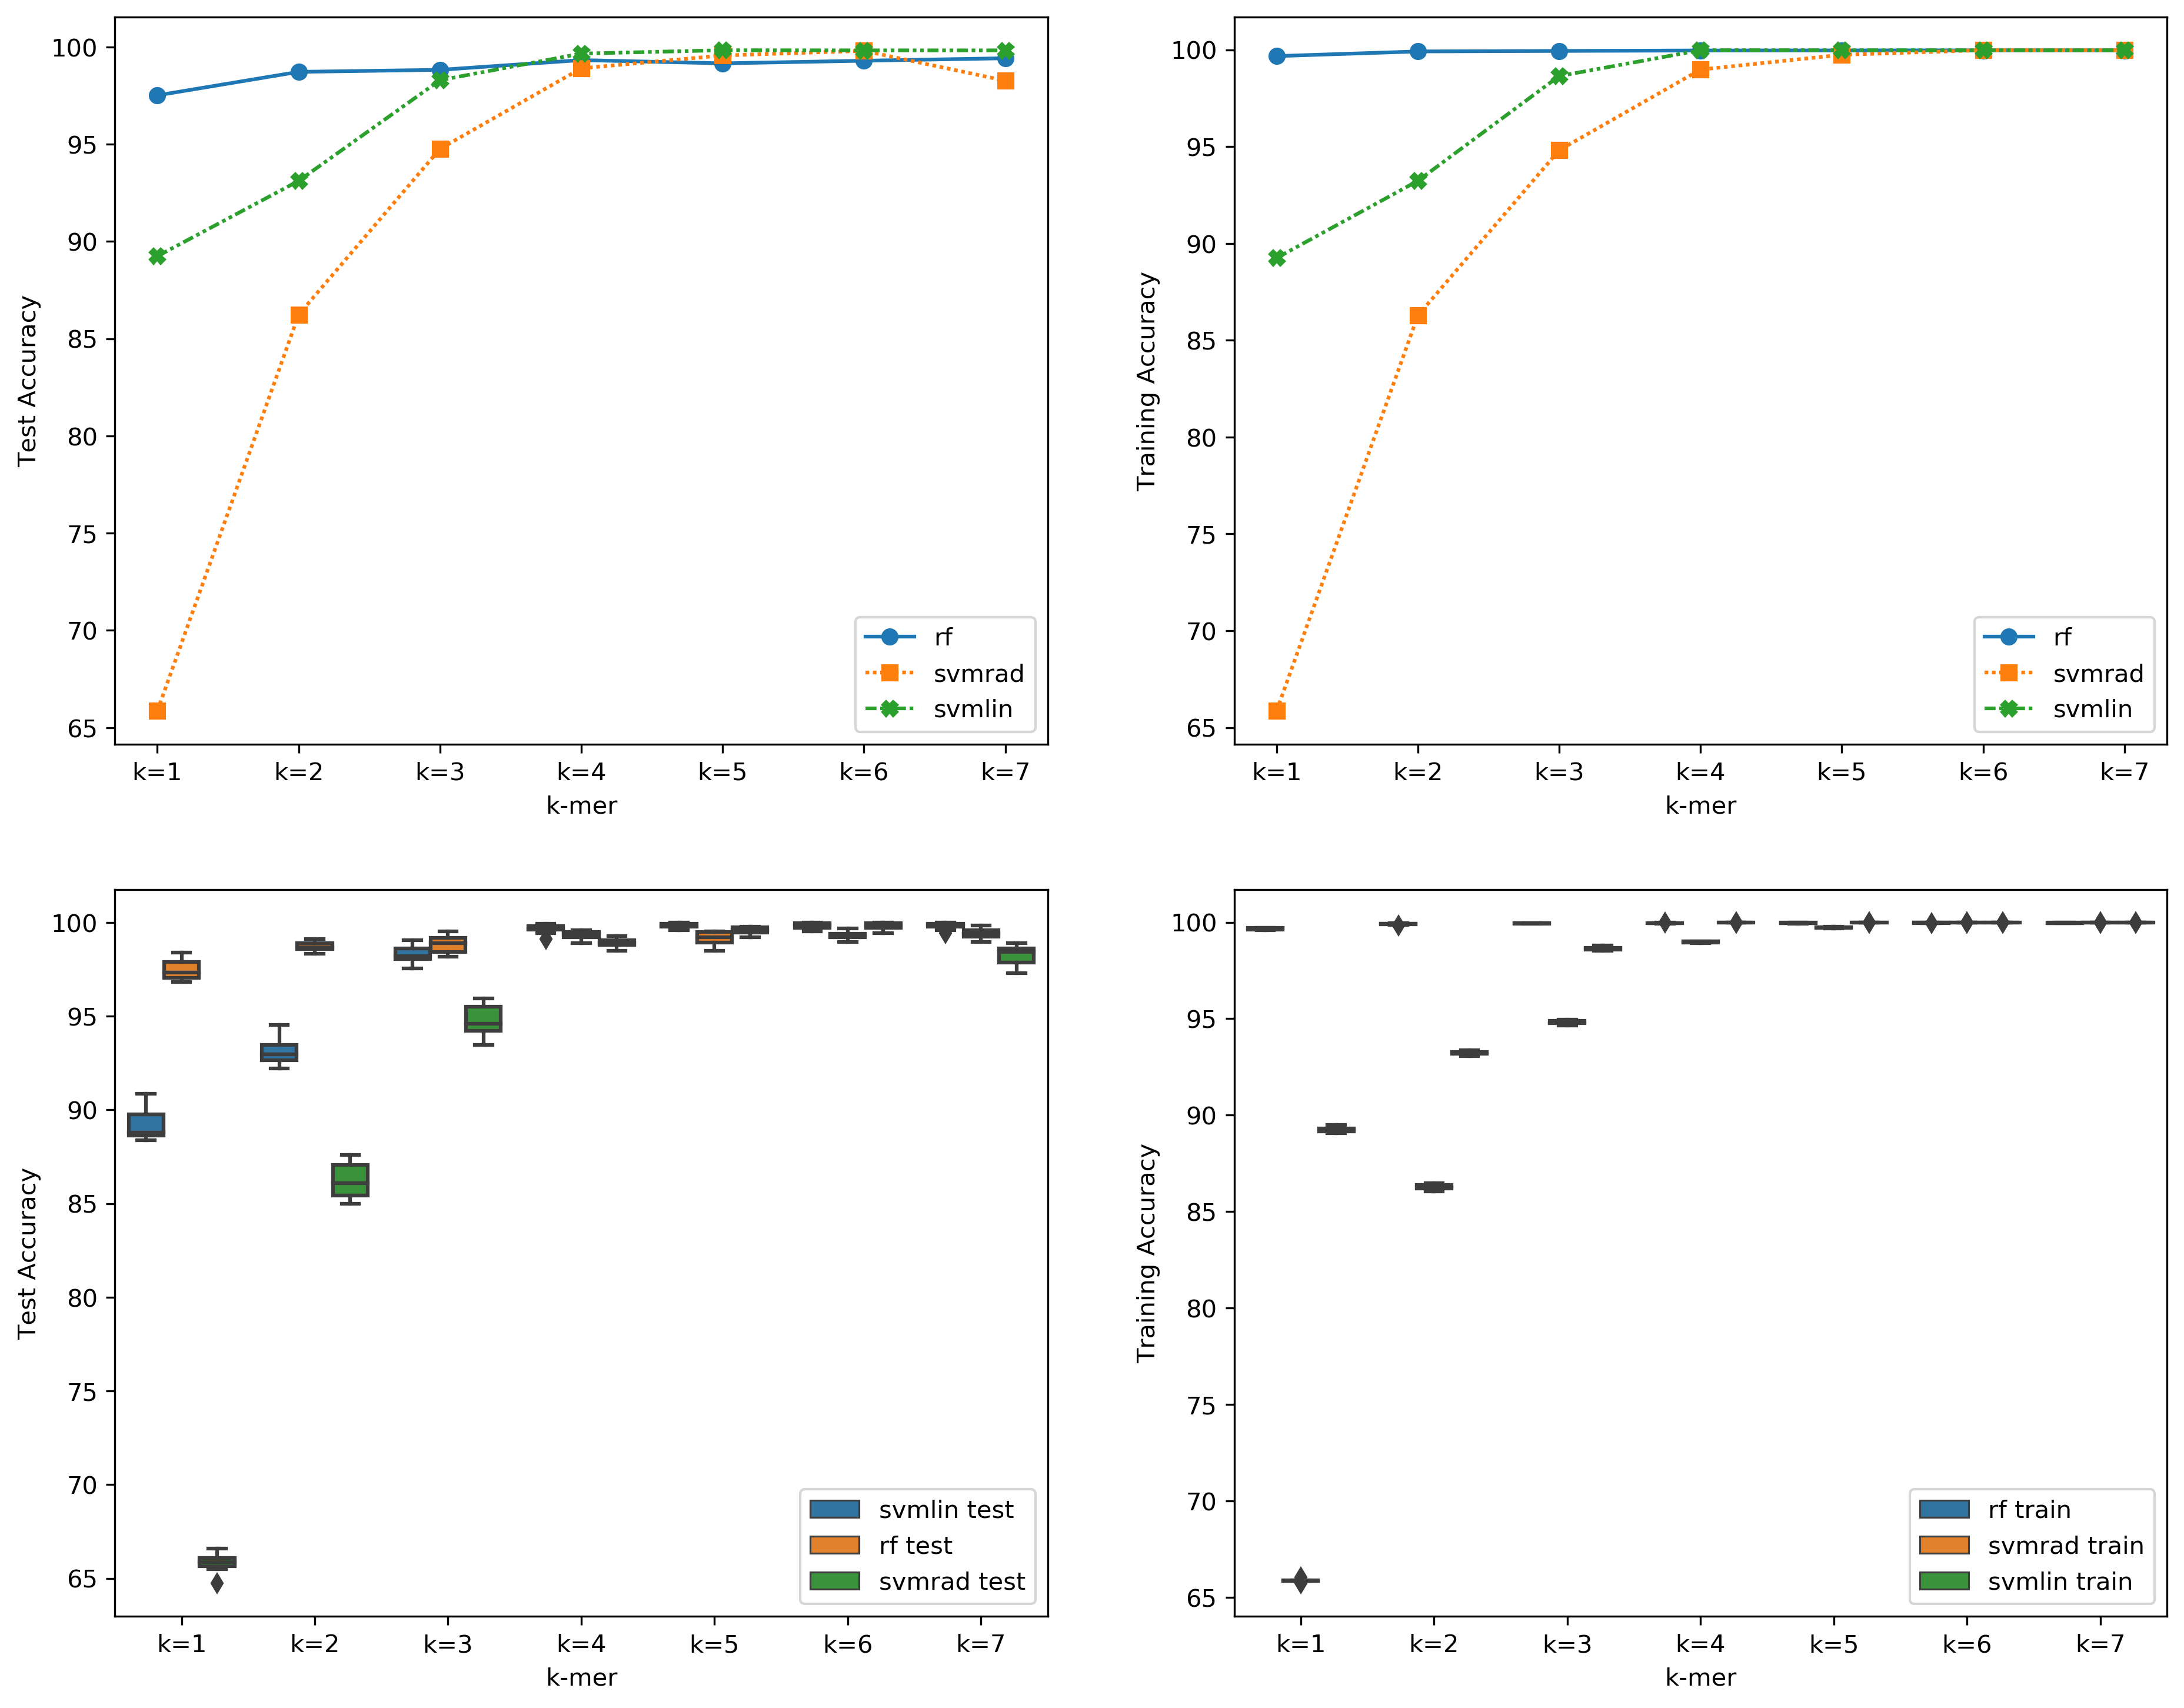 100
95
90
85
80
75
70
65
Test Accuracy
k=1 k=2 k=3 k=4 k=5 k=6 k=7
k-mer
rf
svmrad
svmlin
100
95
90
85
80
75
70
65
Training Accuracy
k=1 k=2 k=3 k=4 k=5 k=6 k=7
k-mer
rf
svmrad
svmlin
100
95
90
85
80
75
70
65
Test Accuracy
k=1 k=2 k=3 k=4 k=5 k=6 k=7
k-mer
svmlin test
rf test
svmrad test
100
95
90
85
80
75
70
65
Training Accuracy
k=1 k=2 k=3 k=4 k=5 k=6 k=7
k-mer
rf train
svmrad train
svmlin train